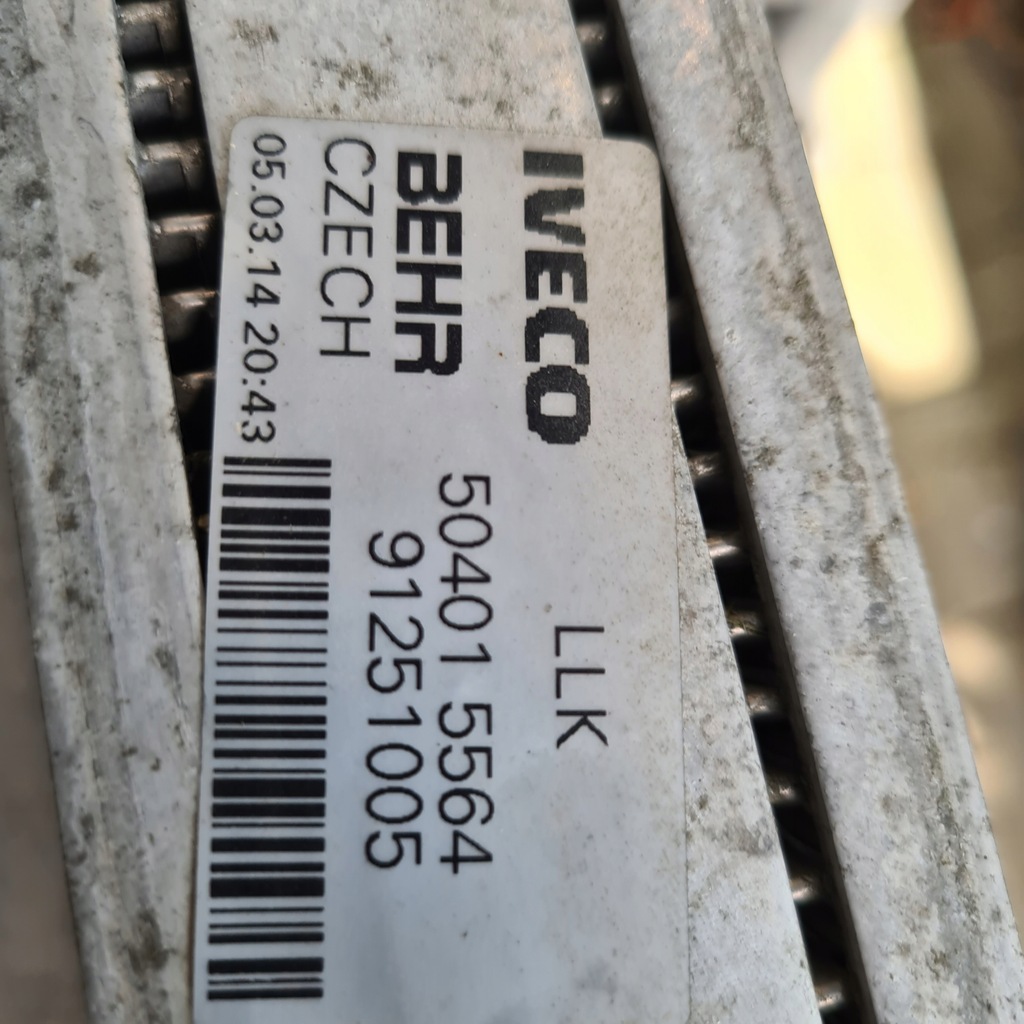 IVECO LLK
BEHR 50401 5564
CZECH 91251005
05.03.14 20:43